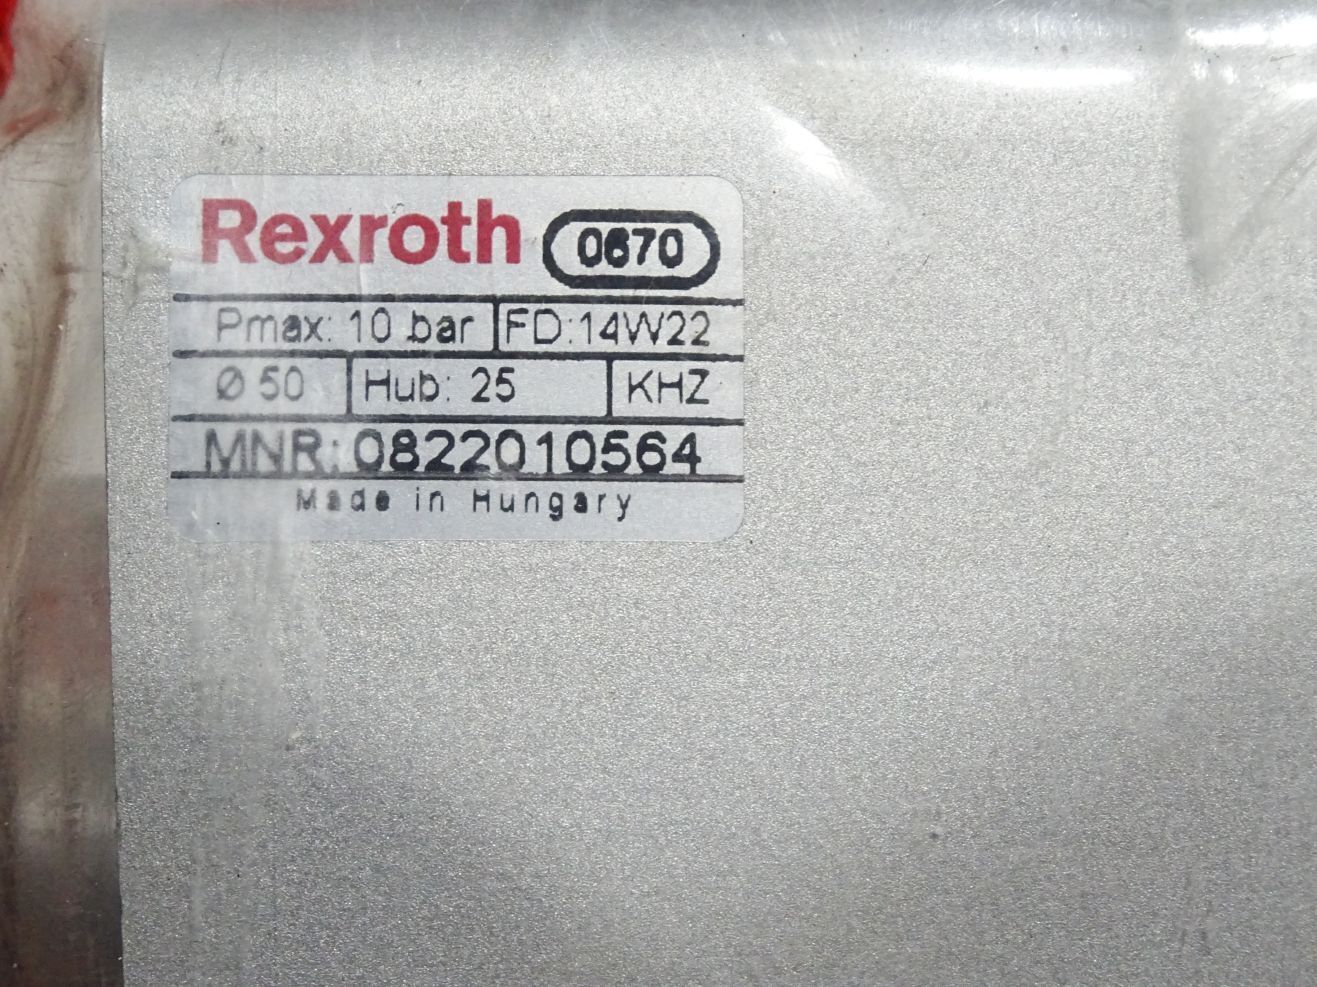 Rexroth 0670
Pmax: 10 bar FD:14W22
Ø 50 Hub: 25 KHZ
MNR: 0822010564
Made in Hungary